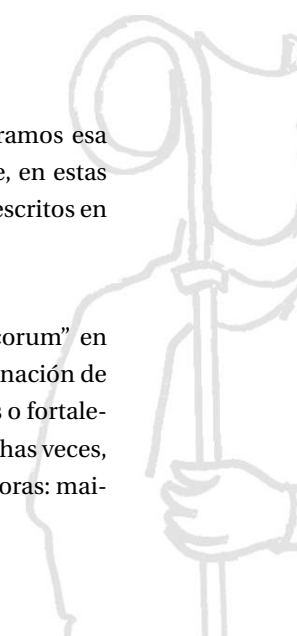 ramos esa
e, en estas
escritos en
corum” en
nación de
s o fortale-
has veces,
oras: mai-